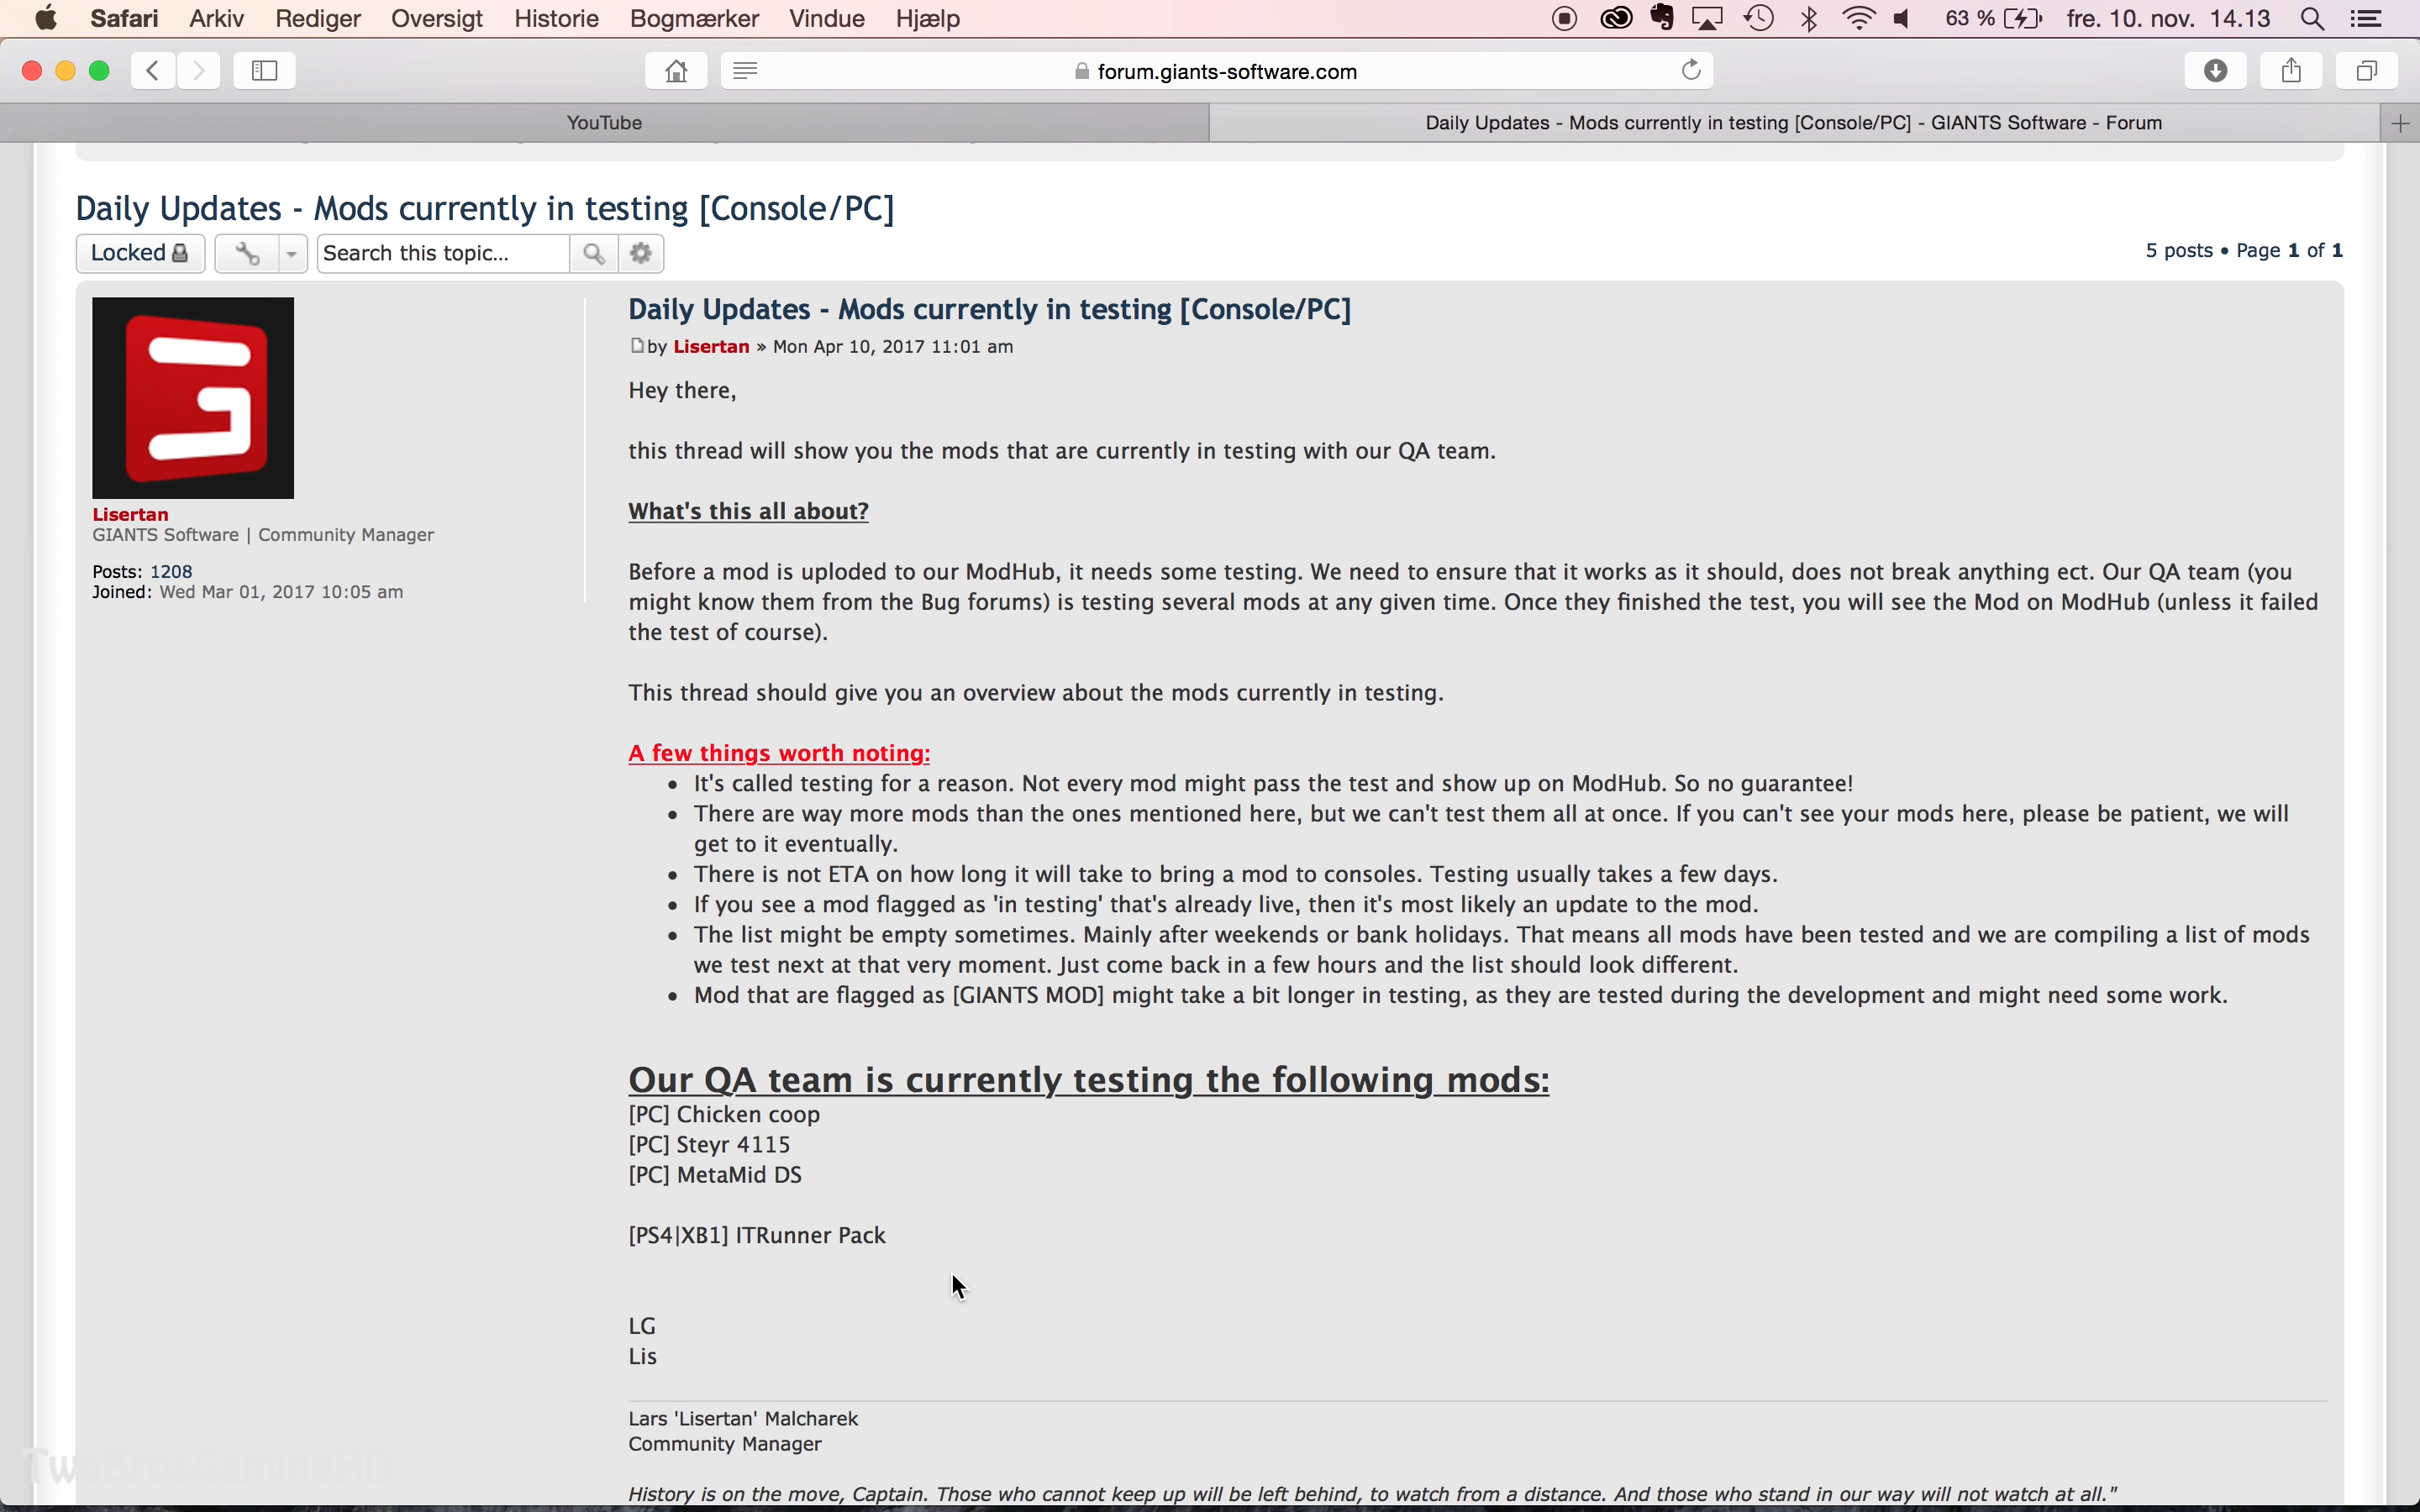 Safari Arkiv Rediger Oversigt Historie Bogmærker Vindue Hjælp 63 % fre. 10. nov. 14.13
forum.giants-software.com
YouTube
Daily Updates - Mods currently in testing [Console/PC] - GIANTS Software - Forum
Daily Updates - Mods currently in testing [Console/PC]
Locked Search this topic... 5 posts • Page 1 of 1
Lisertan
GIANTS Software | Community Manager
Posts: 1208
Joined: Wed Mar 01, 2017 10:05 am
Daily Updates - Mods currently in testing [Console/PC]
by Lisertan » Mon Apr 10, 2017 11:01 am
Hey there,
this thread will show you the mods that are currently in testing with our QA team.
What's this all about?
Before a mod is uploded to our ModHub, it needs some testing. We need to ensure that it works as it should, does not break anything ect. Our QA team (you
might know them from the Bug forums) is testing several mods at any given time. Once they finished the test, you will see the Mod on ModHub (unless it failed
the test of course).
This thread should give you an overview about the mods currently in testing.
A few things worth noting:
• It's called testing for a reason. Not every mod might pass the test and show up on ModHub. So no guarantee!
• There are way more mods than the ones mentioned here, but we can't test them all at once. If you can't see your mods here, please be patient, we will
get to it eventually.
• There is not ETA on how long it will take to bring a mod to consoles. Testing usually takes a few days.
• If you see a mod flagged as 'in testing' that's already live, then it's most likely an update to the mod.
• The list might be empty sometimes. Mainly after weekends or bank holidays. That means all mods have been tested and we are compiling a list of mods
we test next at that very moment. Just come back in a few hours and the list should look different.
• Mod that are flagged as [GIANTS MOD] might take a bit longer in testing, as they are tested during the development and might need some work.
Our QA team is currently testing the following mods:
[PC] Chicken coop
[PC] Steyr 4115
[PC] MetaMid DS
[PS4|XB1] ITRunner Pack
LG
Lis
Lars 'Lisertan' Malcharek
Community Manager
History is on the move, Captain. Those who cannot keep up will be left behind, to watch from a distance. And those who stand in our way will not watch at all."
TwoBrosGamingHD